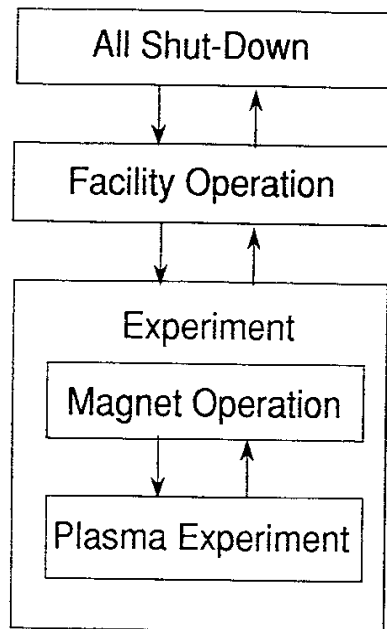 All Shut-Down
Facility Operation
Experiment
Magnet Operation
Plasma Experiment